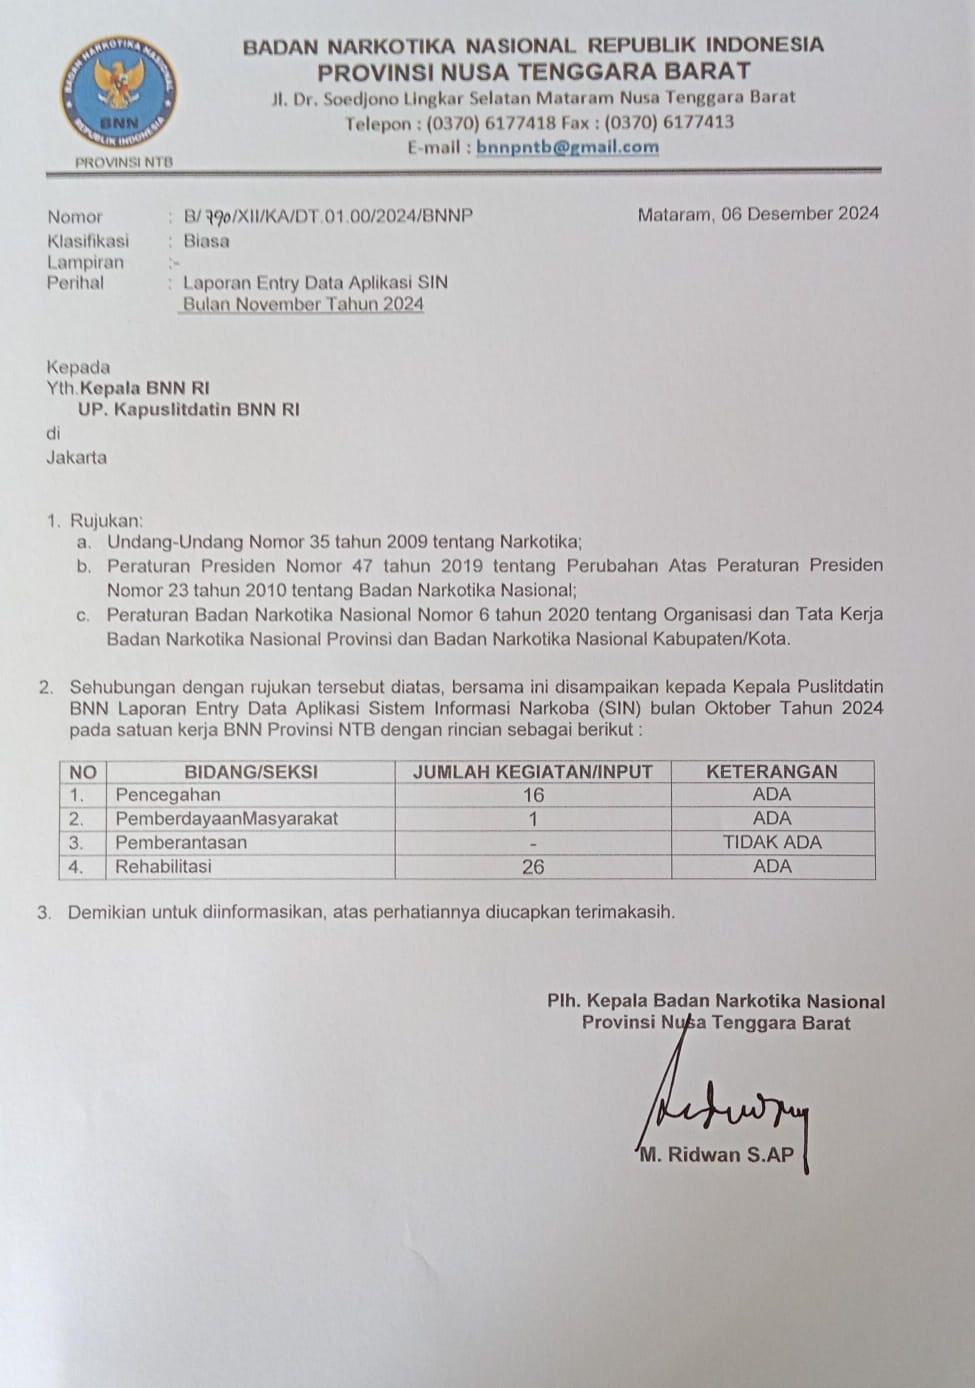 BADAN NARKOTIKA NASIONAL REPUBLIK INDONESIA
PROVINSI NUSA TENGGARA BARAT
Jl. Dr. Soedjono Lingkar Selatan Mataram Nusa Tenggara Barat
Telepon : (0370) 6177418 Fax : (0370) 6177413
E-mail : bnnpntb@gmail.com
BADAN NARKOTIKA NASIONAL
BNN
REPUBLIK INDONESIA
PROVINSI NTB
Nomor : B/ 790/XII/KA/DT.01.00/2024/BNNP Mataram, 06 Desember 2024
Klasifikasi : Biasa
Lampiran :-
Perihal : Laporan Entry Data Aplikasi SIN
Bulan November Tahun 2024
Kepada
Yth.Kepala BNN RI
UP. Kapuslitdatin BNN RI
di
Jakarta
1. Rujukan:
a. Undang-Undang Nomor 35 tahun 2009 tentang Narkotika;
b. Peraturan Presiden Nomor 47 tahun 2019 tentang Perubahan Atas Peraturan Presiden
Nomor 23 tahun 2010 tentang Badan Narkotika Nasional;
c. Peraturan Badan Narkotika Nasional Nomor 6 tahun 2020 tentang Organisasi dan Tata Kerja
Badan Narkotika Nasional Provinsi dan Badan Narkotika Nasional Kabupaten/Kota.
2. Sehubungan dengan rujukan tersebut diatas, bersama ini disampaikan kepada Kepala Puslitdatin
BNN Laporan Entry Data Aplikasi Sistem Informasi Narkoba (SIN) bulan Oktober Tahun 2024
pada satuan kerja BNN Provinsi NTB dengan rincian sebagai berikut :
NO BIDANG/SEKSI JUMLAH KEGIATAN/INPUT KETERANGAN
1. Pencegahan 16 ADA
2. PemberdayaanMasyarakat 1 ADA
3. Pemberantasan - TIDAK ADA
4. Rehabilitasi 26 ADA
3. Demikian untuk diinformasikan, atas perhatiannya diucapkan terimakasih.
Plh. Kepala Badan Narkotika Nasional
Provinsi Nusa Tenggara Barat
M. Ridwan S.AP